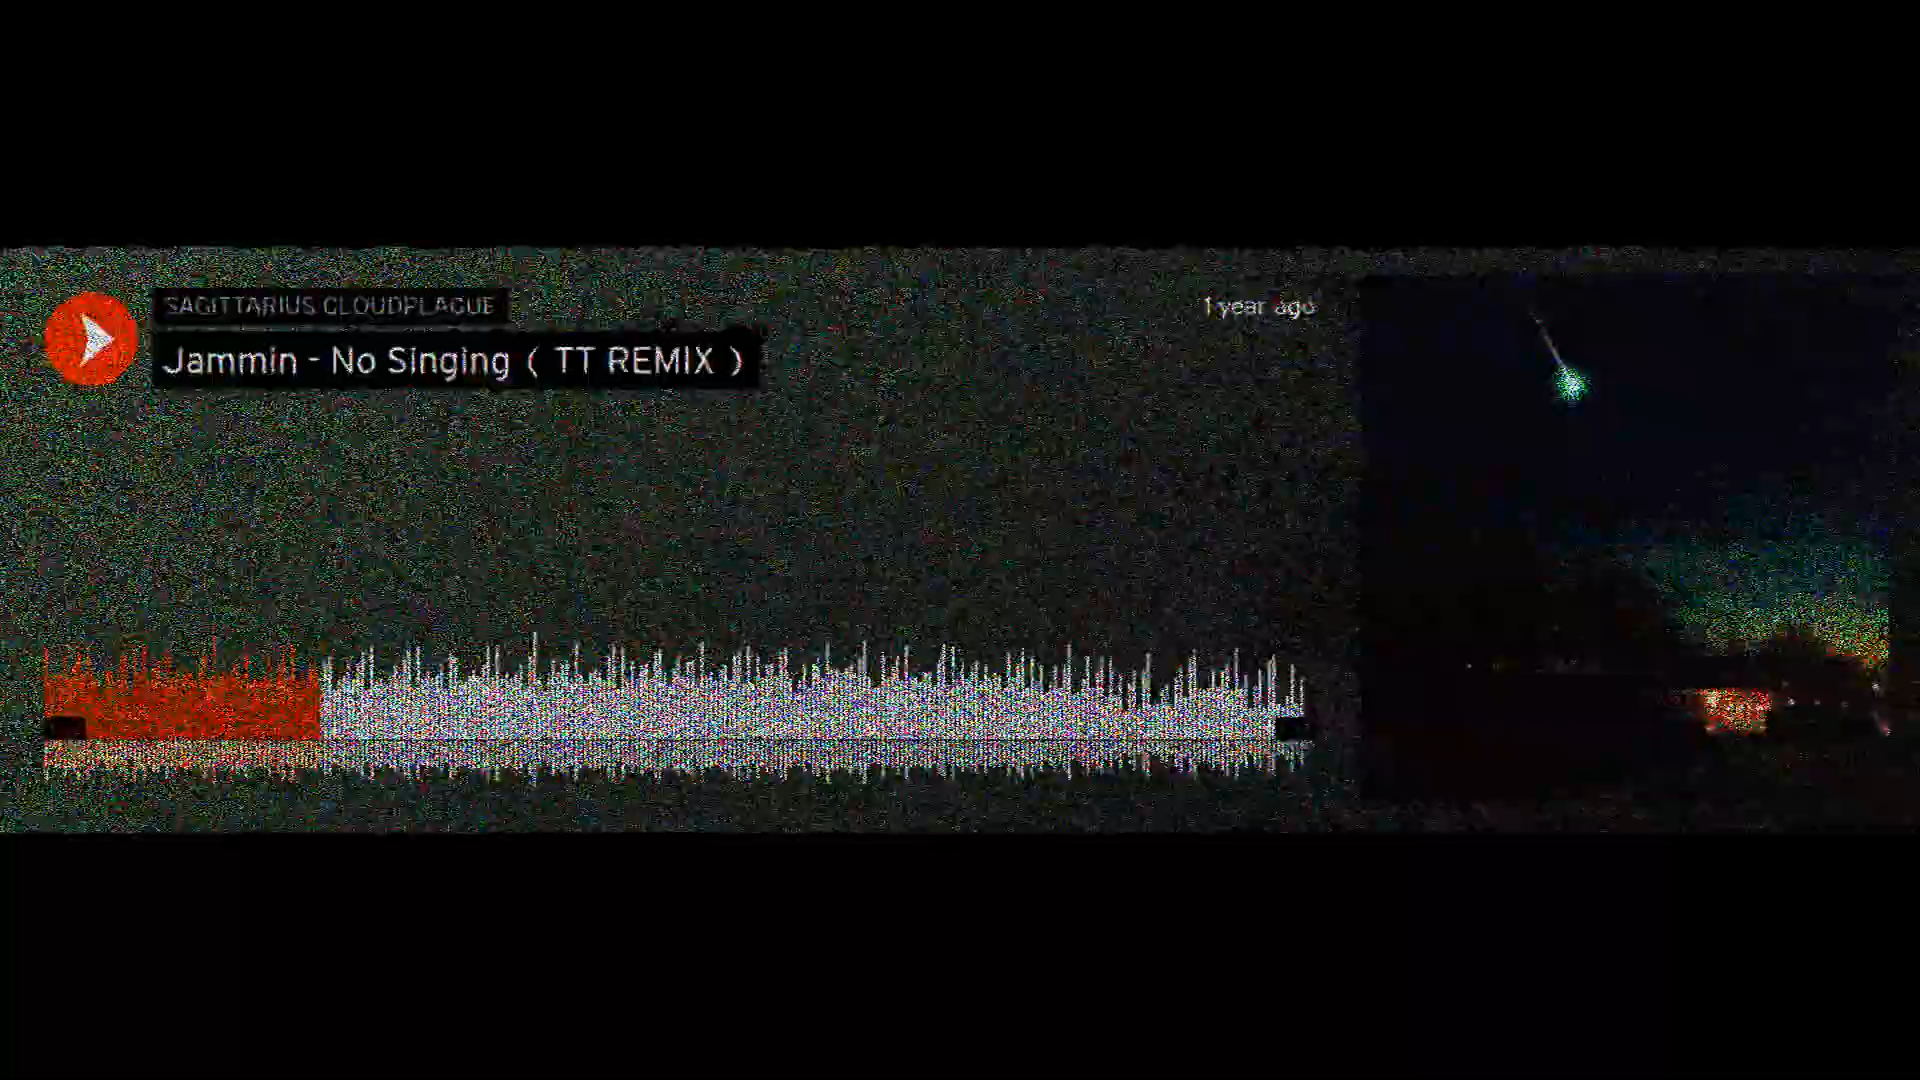 SAGITTARIUS CLOUDPLAGUE
1 year ago
Jammin - No Singing ( TT REMIX )